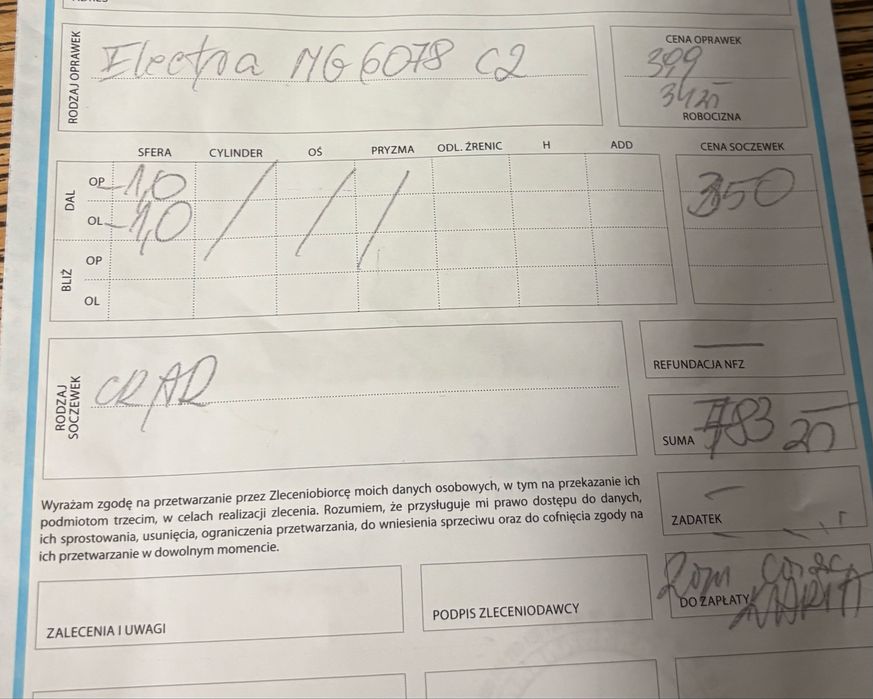 RODZAJ OPRAWEK
Electra MG 6078 C2
CENA OPRAWEK
399
34,25
ROBOCIZNA
SFERA CYLINDER OŚ PRYZMA ODL. ŹRENIC H ADD CENA SOCZEWEK
DAL
OP -1,0 / / / 350
OL -1,0
BLIŻ
OP
OL
RODZAJ SOCZEWEK
CR AR
REFUNDACJA NFZ
—
SUMA 783 25
ZADATEK
—
Wyrażam zgodę na przetwarzanie przez Zleceniobiorcę moich danych osobowych, w tym na przekazanie ich
podmiotom trzecim, w celach realizacji zlecenia. Rozumiem, że przysługuje mi prawo dostępu do danych,
ich sprostowania, usunięcia, ograniczenia przetwarzania, do wniesienia sprzeciwu oraz do cofnięcia zgody na
ich przetwarzanie w dowolnym momencie.
DO ZAPŁATY
ZALECENIA I UWAGI
PODPIS ZLECENIODAWCY